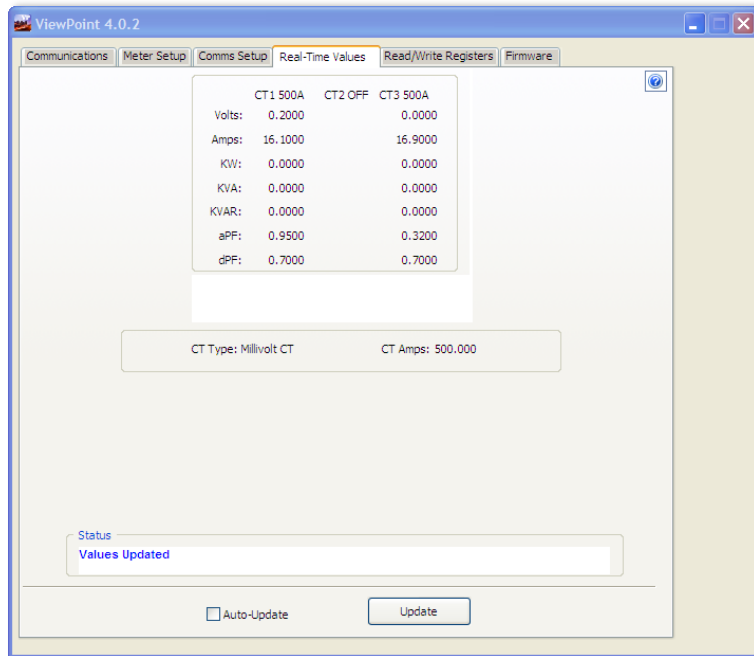 ViewPoint 4.0.2
Communications Meter Setup Comms Setup Real-Time Values Read/Write Registers Firmware
CT1 500A CT2 OFF CT3 500A
Volts: 0.2000 0.0000
Amps: 16.1000 16.9000
KW: 0.0000 0.0000
KVA: 0.0000 0.0000
KVAR: 0.0000 0.0000
aPF: 0.9500 0.3200
dPF: 0.7000 0.7000
CT Type: Millivolt CT CT Amps: 500.000
Status
Values Updated
Auto-Update Update